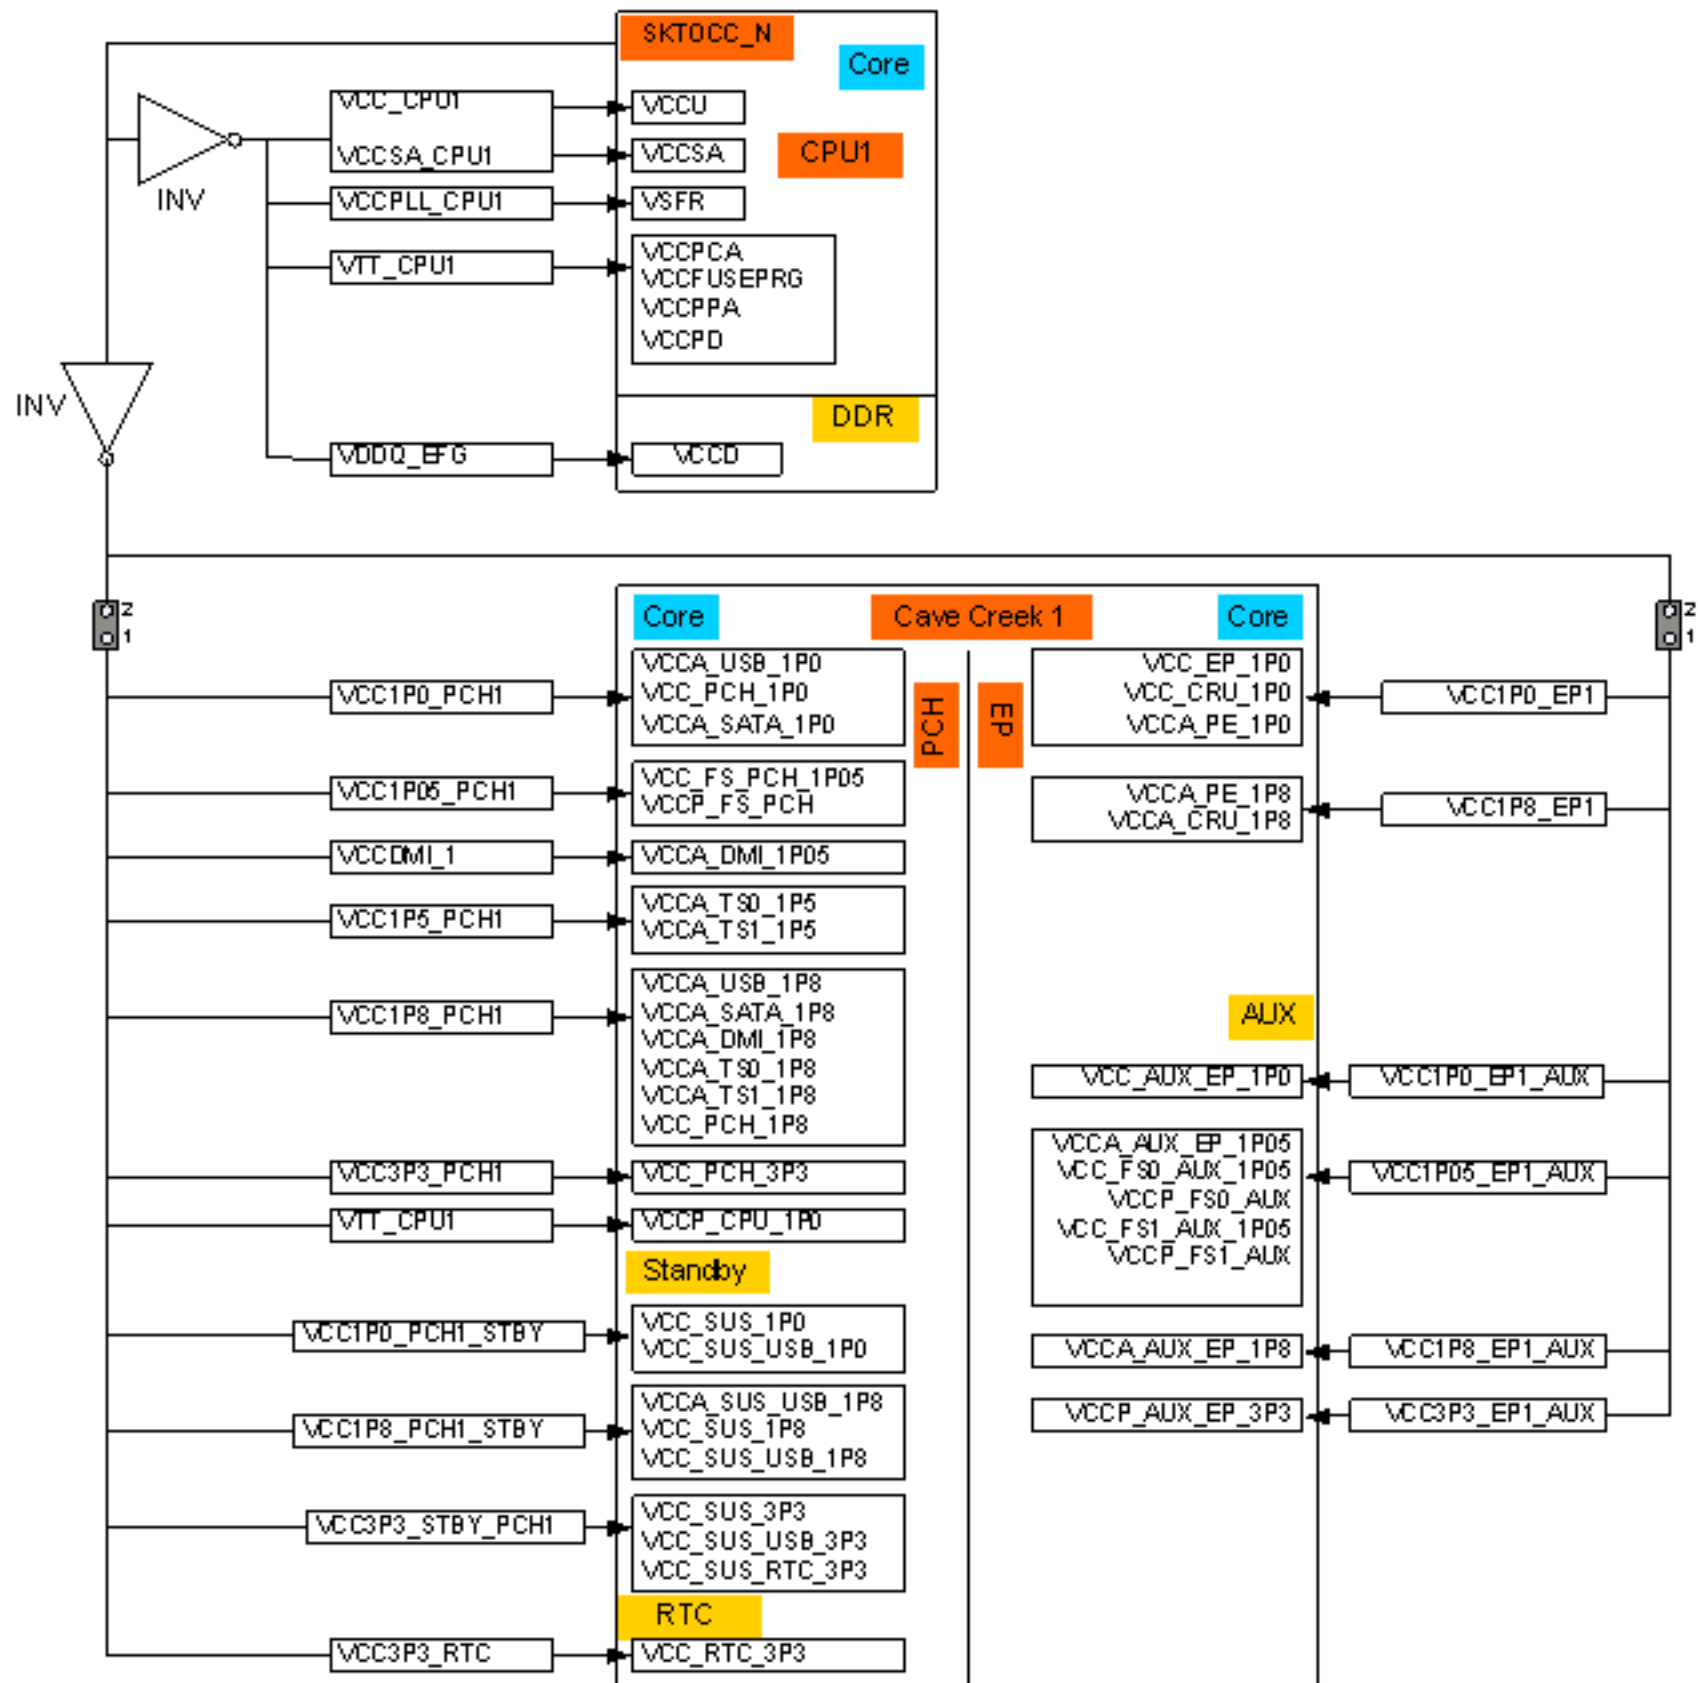 SKTOCC_N
Core
VCC_CPU1
VCCU
VCCSA_CPU1
VCCSA
CPU1
INV
VCCPLL_CPU1
VSFR
VTT_CPU1
VCCPCA
VCCFUSEPRG
VCCPPA
VCCPD
INV
DDR
VDDQ_EFG
VCCD
2
1
2
1
Core
Cave Creek 1
Core
PCH
EP
VCC1P0_PCH1
VCCA_USB_1P0
VCC_PCH_1P0
VCCA_SATA_1P0
VCC_EP_1P0
VCC_CRU_1P0
VCCA_PE_1P0
VCC1P0_EP1
VCC1P05_PCH1
VCC_FS_PCH_1P05
VCCP_FS_PCH
VCCA_PE_1P8
VCCA_CRU_1P8
VCC1P8_EP1
VCCDMI_1
VCCA_DMI_1P05
VCC1P5_PCH1
VCCA_TS0_1P5
VCCA_TS1_1P5
VCC1P8_PCH1
VCCA_USB_1P8
VCCA_SATA_1P8
VCCA_DMI_1P8
VCCA_TS0_1P8
VCCA_TS1_1P8
VCC_PCH_1P8
AUX
VCC_AUX_EP_1P0
VCC1P0_EP1_AUX
VCC3P3_PCH1
VCC_PCH_3P3
VTT_CPU1
VCCP_CPU_1P0
VCCA_AUX_EP_1P05
VCC_FS0_AUX_1P05
VCCP_FS0_AUX
VCC_FS1_AUX_1P05
VCCP_FS1_AUX
VCC1P05_EP1_AUX
Standby
VCC1P0_PCH1_STBY
VCC_SUS_1P0
VCC_SUS_USB_1P0
VCCA_AUX_EP_1P8
VCC1P8_EP1_AUX
VCC1P8_PCH1_STBY
VCCA_SUS_USB_1P8
VCC_SUS_1P8
VCC_SUS_USB_1P8
VCCP_AUX_EP_3P3
VCC3P3_EP1_AUX
VCC3P3_STBY_PCH1
VCC_SUS_3P3
VCC_SUS_USB_3P3
VCC_SUS_RTC_3P3
RTC
VCC3P3_RTC
VCC_RTC_3P3